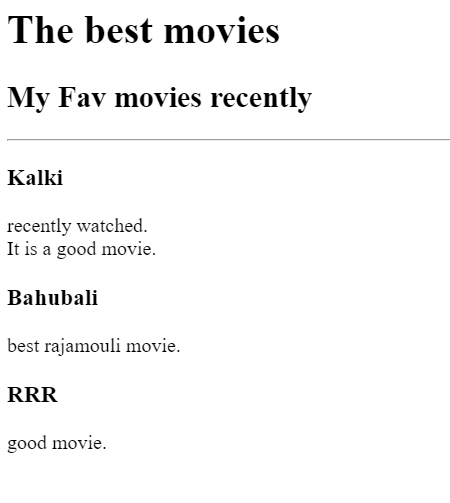 The best movies
My Fav movies recently
Kalki
recently watched.
It is a good movie.
Bahubali
best rajamouli movie.
RRR
good movie.